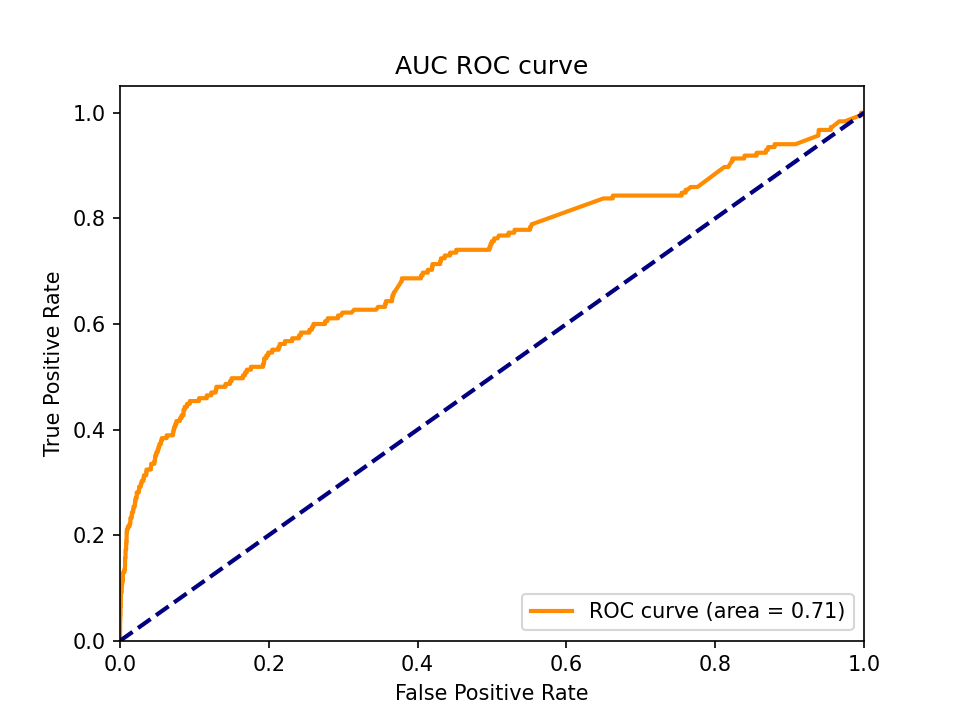 AUC ROC curve
1.0
0.8
0.6
0.4
0.2
0.0
True Positive Rate
ROC curve (area = 0.71)
0.0 0.2 0.4 0.6 0.8 1.0
False Positive Rate